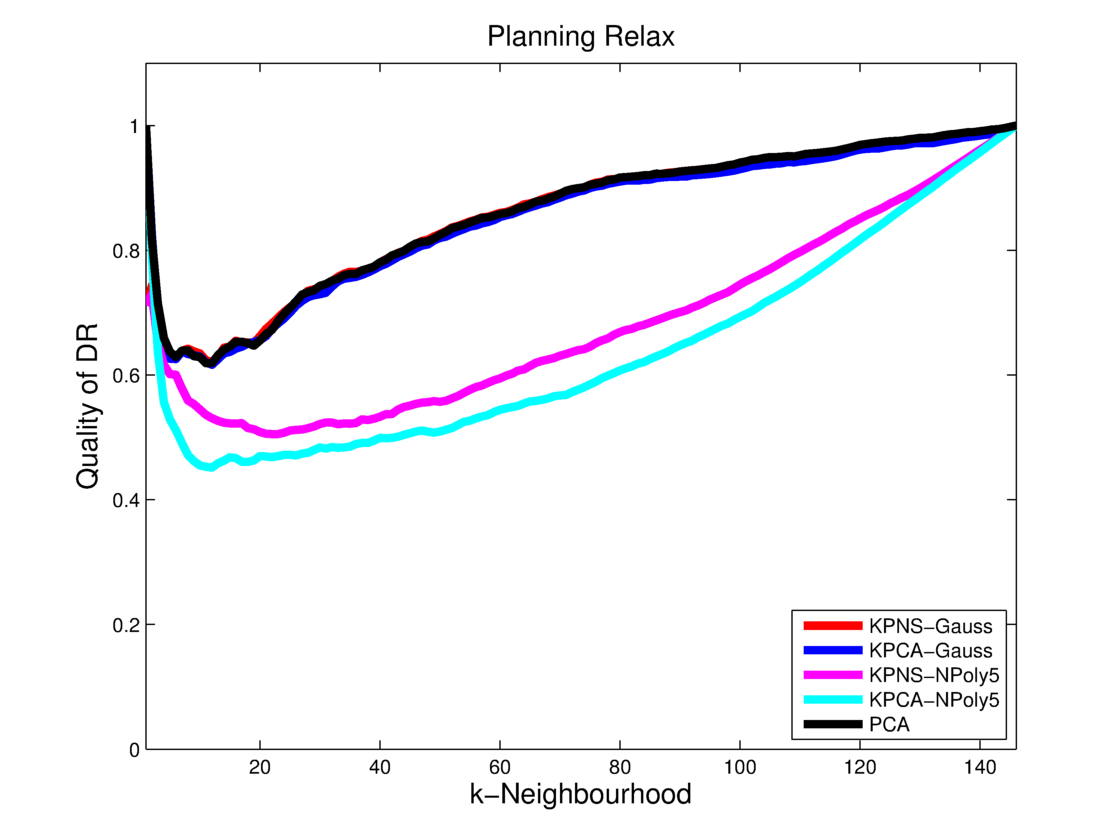 Planning Relax
1
0.8
0.6
0.4
0.2
0
Quality of DR
20 40 60 80 100 120 140
k−Neighbourhood
KPNS−Gauss
KPCA−Gauss
KPNS−NPoly5
KPCA−NPoly5
PCA